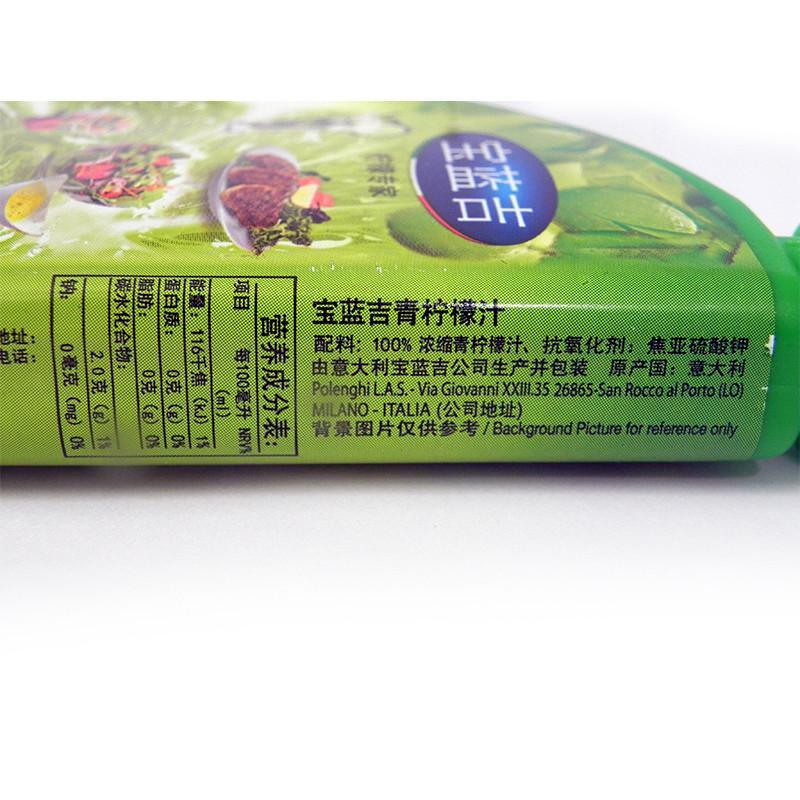 宝蓝吉
宝蓝吉青柠檬汁
配料：100% 浓缩青柠檬汁、抗氧化剂：焦亚硫酸钾
由意大利宝蓝吉公司生产并包装 原产国：意大利
Polenghi L.A.S. - Via Giovanni XXIII.35 26865-San Rocco al Porto (LO)
MILANO - ITALIA (公司地址)
背景图片仅供参考 / Background Picture for reference only
营养成分表:
项目 每100毫升 (ml) NRV%
能量: 116千焦 (kJ) 1%
蛋白质: 0克 (g) 0%
脂肪: 0克 (g) 0%
碳水化合物: 2.0克 (g) 1%
钠: 0毫克 (mg) 0%
地址:
电话: